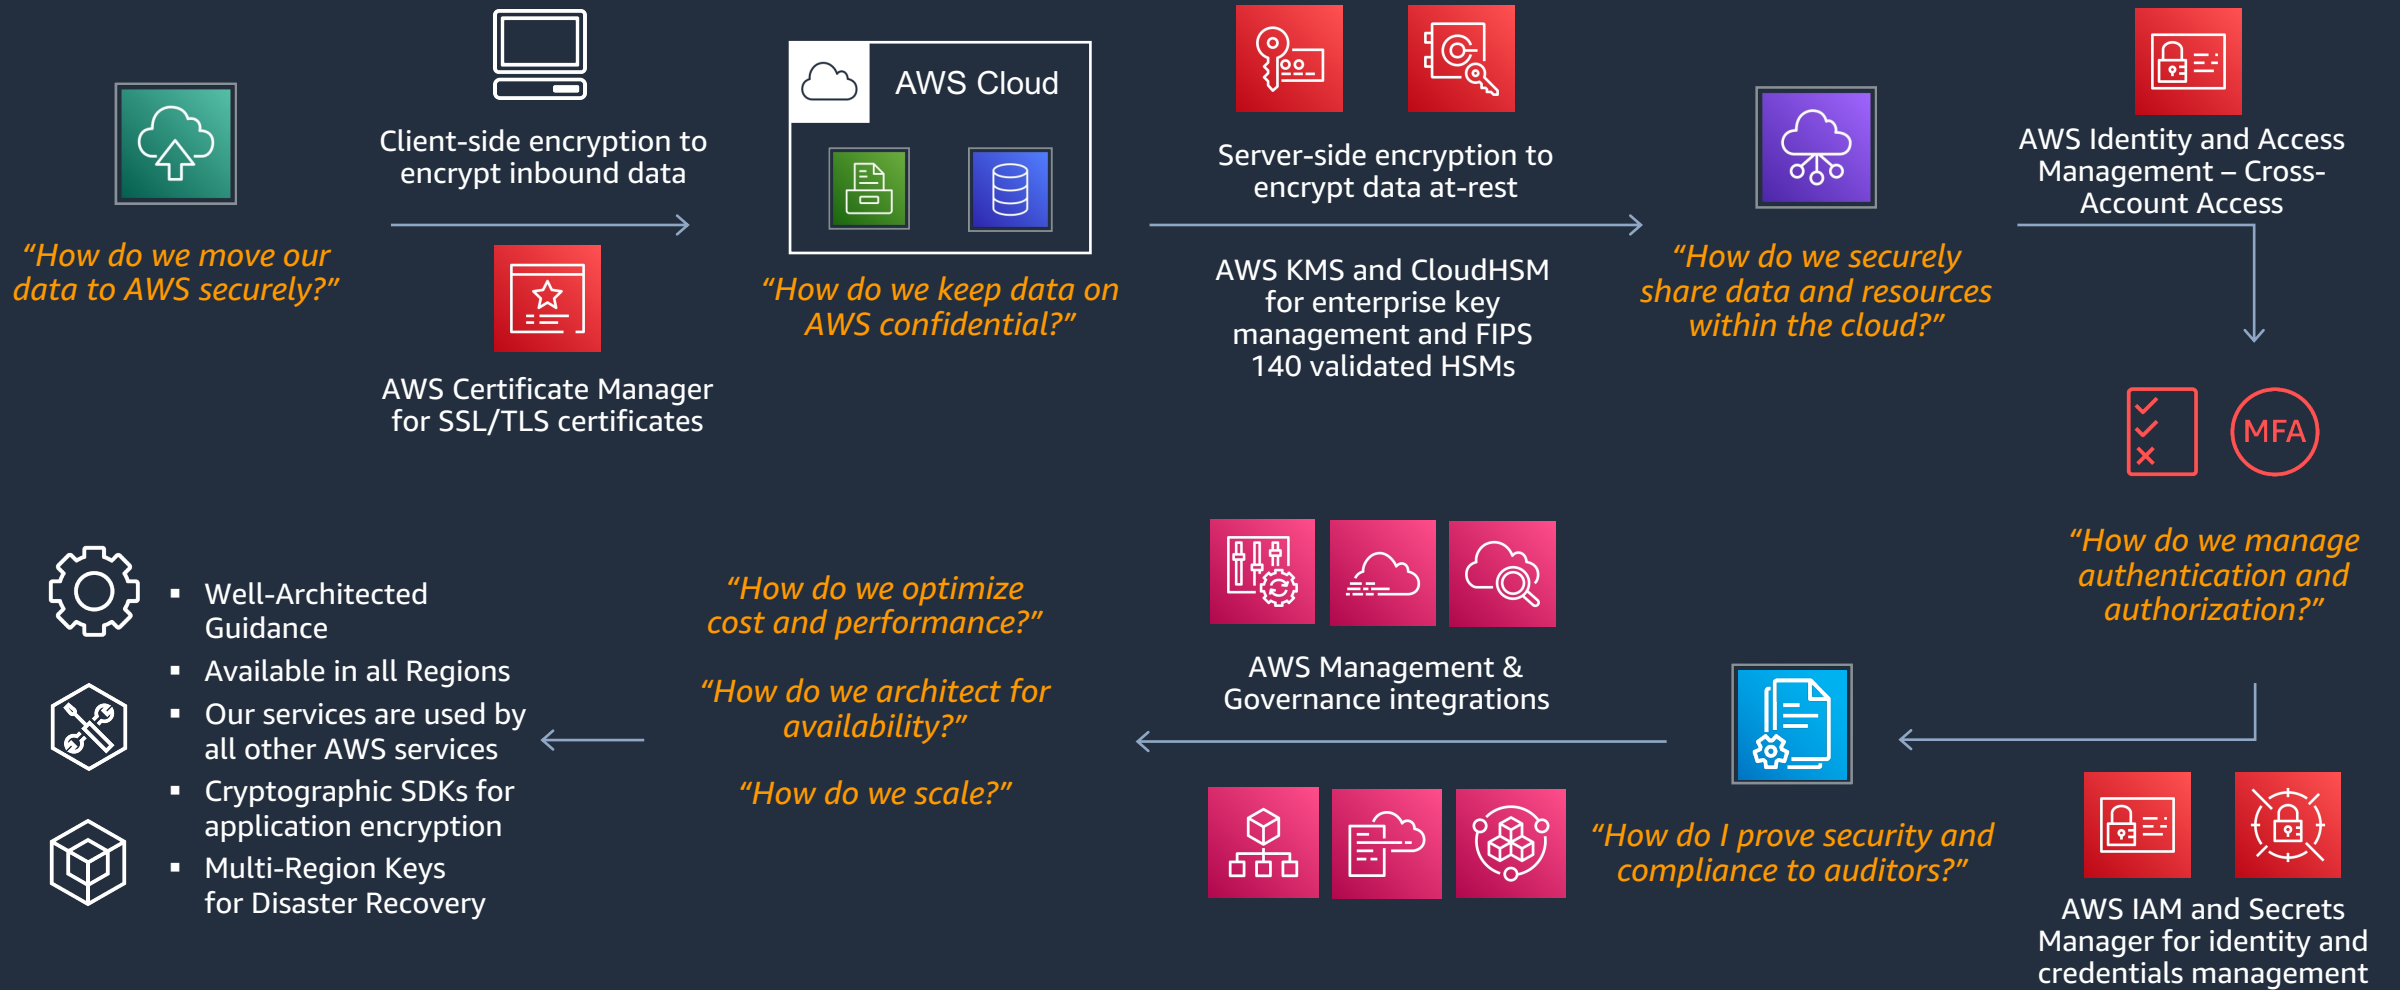 “How do we move our
data to AWS securely?”
Client-side encryption to
encrypt inbound data
AWS Certificate Manager
for SSL/TLS certificates
AWS Cloud
“How do we keep data on
AWS confidential?”
Server-side encryption to
encrypt data at-rest
AWS KMS and CloudHSM
for enterprise key
management and FIPS
140 validated HSMs
“How do we securely
share data and resources
within the cloud?”
AWS Identity and Access
Management – Cross-
Account Access
MFA
“How do we manage
authentication and
authorization?”
AWS IAM and Secrets
Manager for identity and
credentials management
“How do I prove security and
compliance to auditors?”
AWS Management &
Governance integrations
“How do we optimize
cost and performance?”
“How do we architect for
availability?”
“How do we scale?”
▪ Well-Architected
Guidance
▪ Available in all Regions
▪ Our services are used by
all other AWS services
▪ Cryptographic SDKs for
application encryption
▪ Multi-Region Keys
for Disaster Recovery